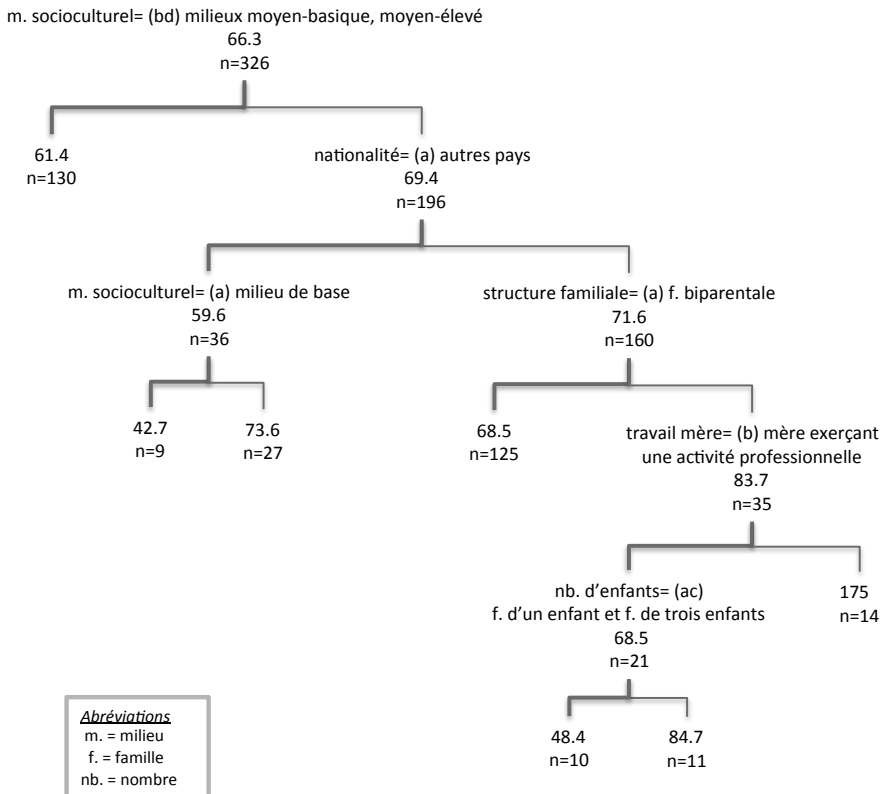 m. socioculturel= (bd) milieux moyen-basique, moyen-élevé
66.3
n=326
61.4
n=130
nationalité= (a) autres pays
69.4
n=196
m. socioculturel= (a) milieu de base
59.6
n=36
structure familiale= (a) f. biparentale
71.6
n=160
42.7
n=9
73.6
n=27
68.5
n=125
travail mère= (b) mère exerçant
une activité professionnelle
83.7
n=35
nb. d'enfants= (ac)
f. d'un enfant et f. de trois enfants
68.5
n=21
175
n=14
48.4
n=10
84.7
n=11
Abréviations
m. = milieu
f. = famille
nb. = nombre